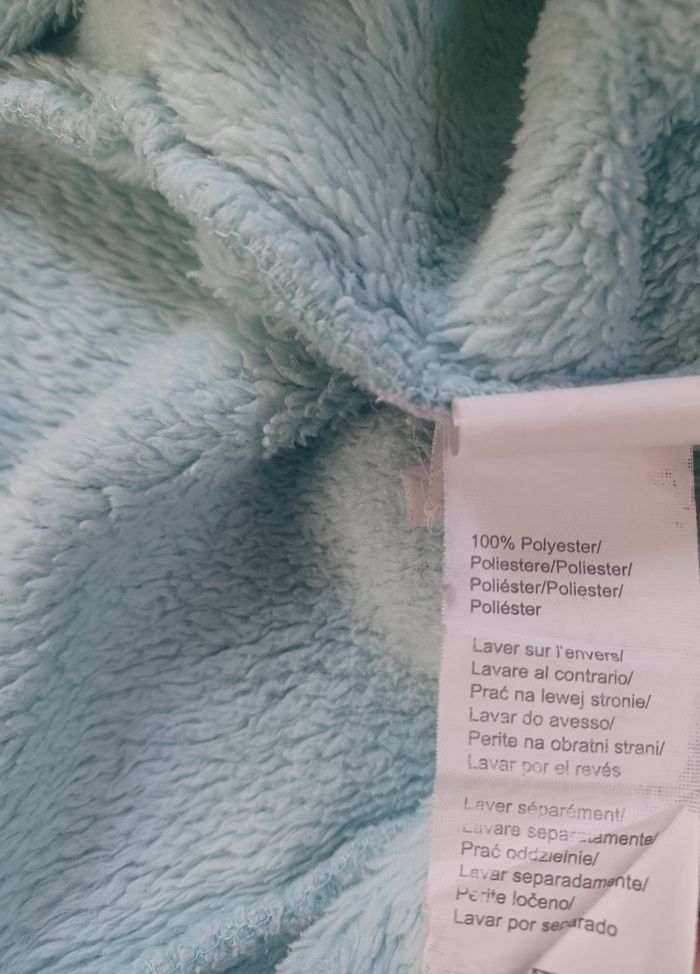 100% Polyester/
Poliestere/Poliester/
Poliéster/Poliester/
Poliéster
Laver sur l'envers/
Lavare al contrario/
Prać na lewej stronie/
Lavar do avesso/
Perite na obratni strani/
Lavar por el revés
Laver séparément/
Lavare separatamente/
Prać oddzielnie/
Lavar separadamente/
Perite ločeno/
Lavar por separado